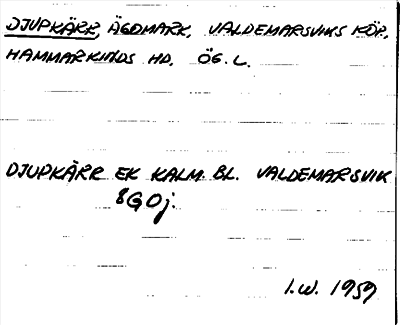 DJUPKÄRR, ÄGOMARK, VALDEMARSVIKS KÖP.
HAMMARKINDS HD. ÖG. L.
DJUPKÄRR EK KALM. BL. VALDEMARSVIK
8G0j.
I.W. 1959